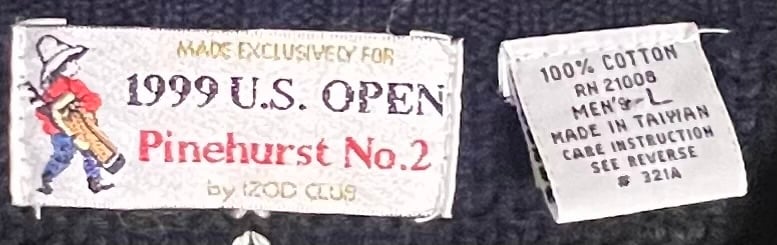 MADE EXCLUSIVELY FOR
1999 U.S. OPEN
Pinehurst No.2
by IZOD CLUB
100% COTTON
RN 21008
MEN'S-L
MADE IN TAIWAN
CARE INSTRUCTION
SEE REVERSE
# 321A